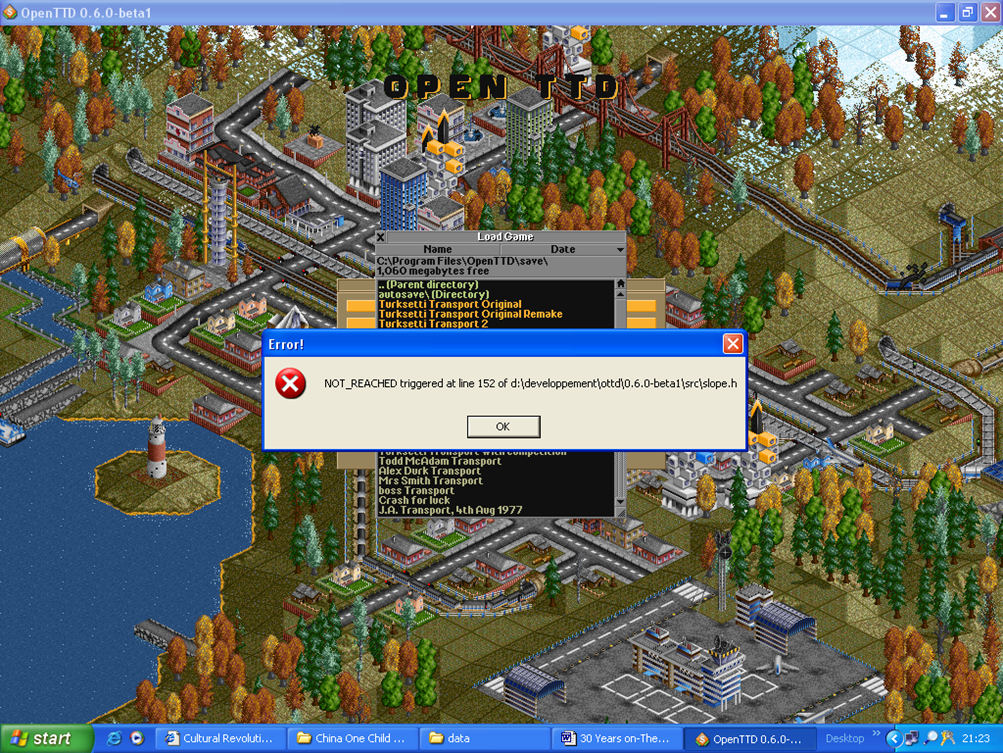 OpenTTD 0.6.0-beta1
OPEN TTD
Load Game
Name Date
C:\Program Files\OpenTTD\save\
1,060 megabytes free
.. (Parent directory)
autosave\ (Directory)
Turksetti Transport Original
Turksetti Transport Original Remake
Turksetti Transport 2
Error!
NOT_REACHED triggered at line 152 of d:\developpement\ottd\0.6.0-beta1\src\slope.h
OK
Turksetti Transport with competition
Todd McAdam Transport
Alex Durk Transport
Mrs Smith Transport
boss Transport
Crash for luck
J.A. Transport, 4th Aug 1977
start
Cultural Revoluti...
China One Child ...
data
30 Years on-The...
OpenTTD 0.6.0-...
Desktop
21:23